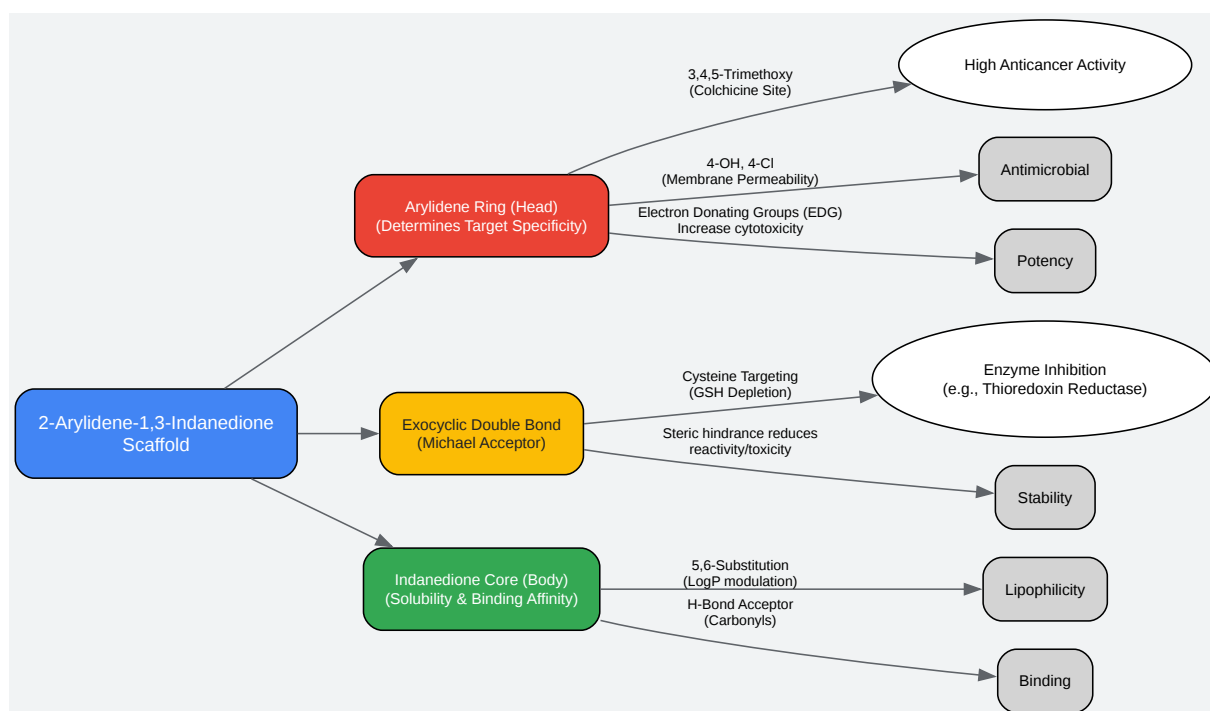 2-Arylidene-1,3-Indanedione
Scaffold
Arylidene Ring (Head)
(Determines Target Specificity)
3,4,5-Trimethoxy
(Colchicine Site)
High Anticancer Activity
4-OH, 4-Cl
(Membrane Permeability)
Antimicrobial
Electron Donating Groups (EDG)
Increase cytotoxicity
Potency
Exocyclic Double Bond
(Michael Acceptor)
Cysteine Targeting
(GSH Depletion)
Enzyme Inhibition
(e.g., Thioredoxin Reductase)
Steric hindrance reduces
reactivity/toxicity
Stability
Indanedione Core (Body)
(Solubility & Binding Affinity)
5,6-Substitution
(LogP modulation)
Lipophilicity
H-Bond Acceptor
(Carbonyls)
Binding